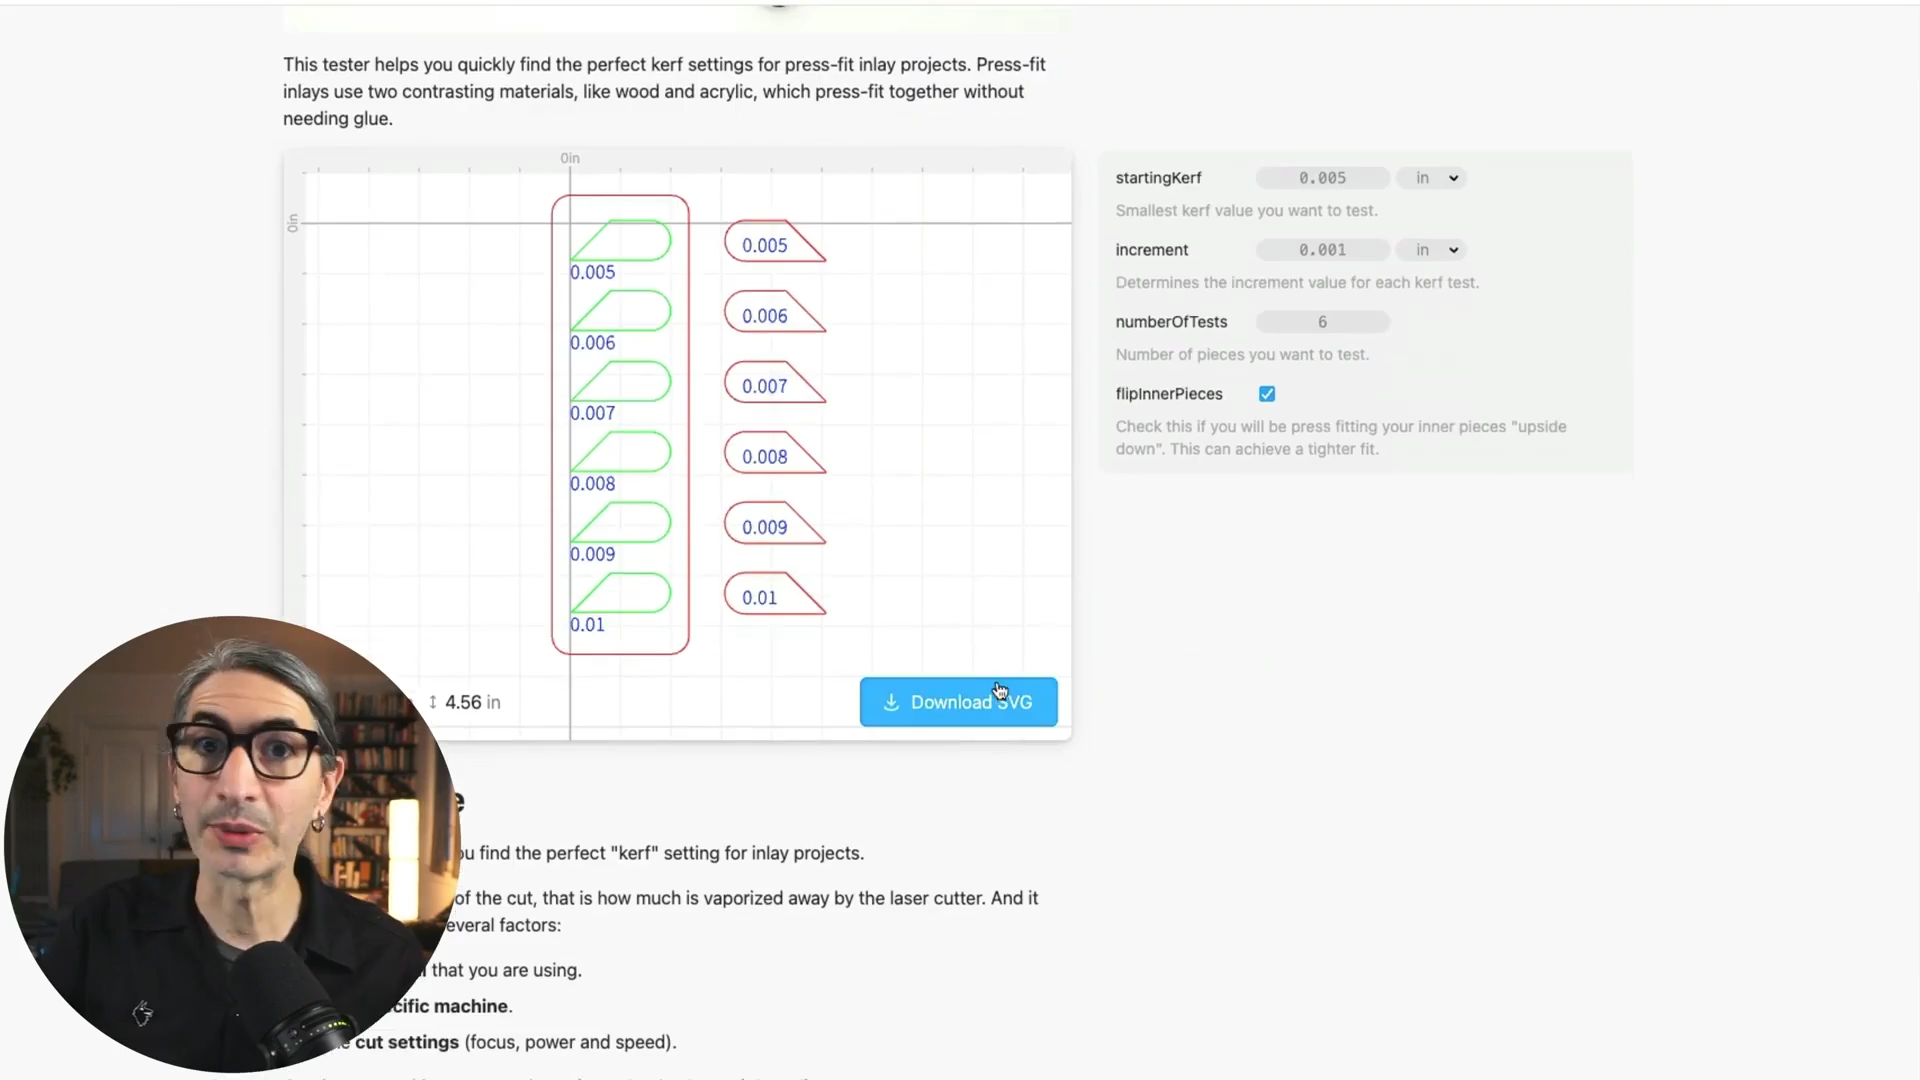 This tester helps you quickly find the perfect kerf settings for press-fit inlay projects. Press-fit
inlays use two contrasting materials, like wood and acrylic, which press-fit together without
needing glue.
0in
0in
0.005
0.005
0.006
0.006
0.007
0.007
0.008
0.008
0.009
0.009
0.01
0.01
4.56 in
Download SVG
startingKerf 0.005 in
Smallest kerf value you want to test.
increment 0.001 in
Determines the increment value for each kerf test.
numberOfTests 6
Number of pieces you want to test.
flipInnerPieces
Check this if you will be press fitting your inner pieces "upside
down". This can achieve a tighter fit.
find the perfect "kerf" setting for inlay projects.
of the cut, that is how much is vaporized away by the laser cutter. And it
everal factors:
that you are using.
cific machine.
cut settings (focus, power and speed).